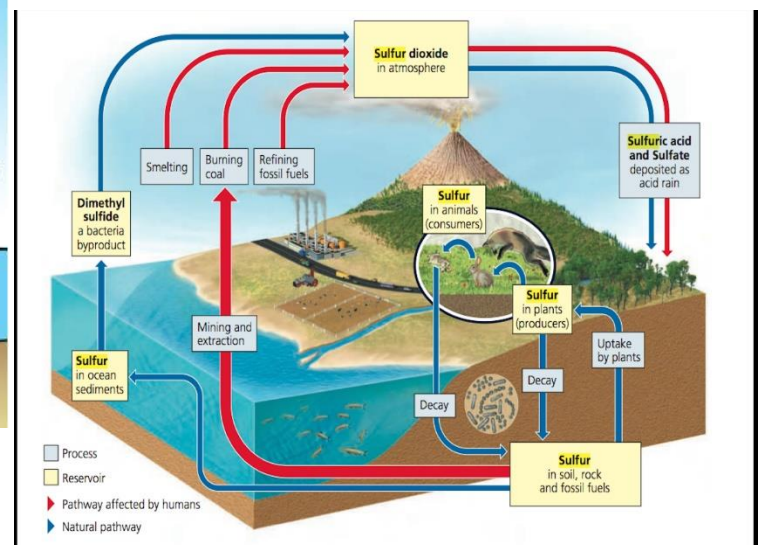 Sulfur dioxide
in atmosphere
Smelting
Burning
coal
Refining
fossil fuels
Sulfuric acid
and Sulfate
deposited as
acid rain
Dimethyl
sulfide
a bacteria
byproduct
Sulfur
in animals
(consumers)
Sulfur
in plants
(producers)
Mining and
extraction
Uptake
by plants
Sulfur
in ocean
sediments
Decay
Decay
Sulfur
in soil, rock
and fossil fuels
Process
Reservoir
Pathway affected by humans
Natural pathway